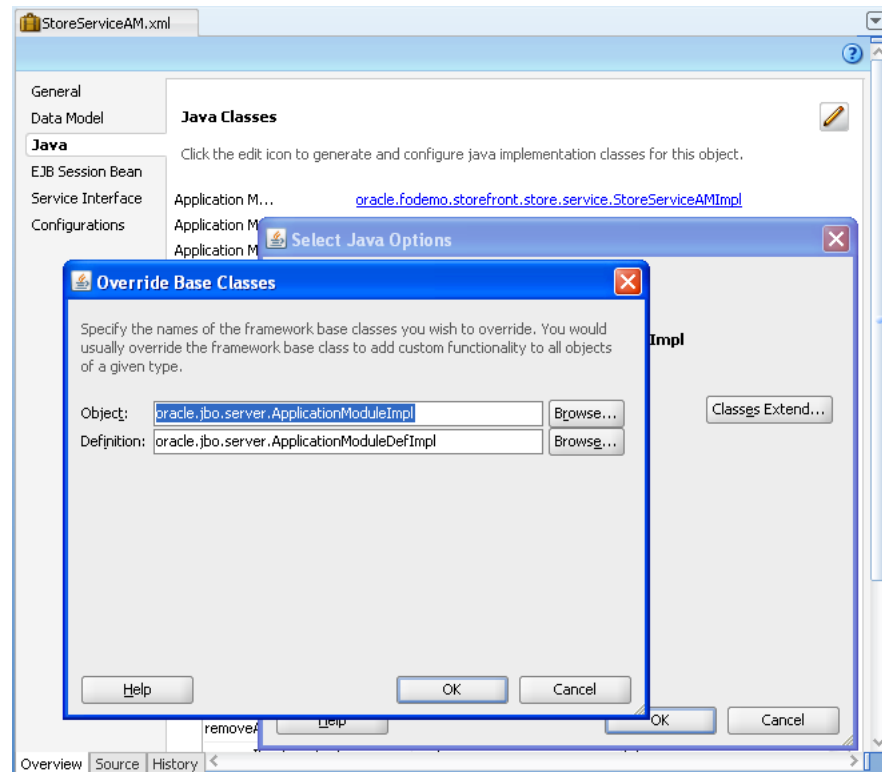 StoreServiceAM.xml
General
Data Model
Java
EJB Session Bean
Service Interface
Configurations
Java Classes
Click the edit icon to generate and configure java implementation classes for this object.
Application M... oracle.fodemo.storefront.store.service.StoreServiceAMImpl
Application M
Application M
Select Java Options
Impl
Classes Extend...
Override Base Classes
Specify the names of the framework base classes you wish to override. You would
usually override the framework base class to add custom functionality to all objects
of a given type.
Object: oracle.jbo.server.ApplicationModuleImpl Browse...
Definition: oracle.jbo.server.ApplicationModuleDefImpl Browse...
Help OK Cancel
removeA
Help OK Cancel
Overview Source History